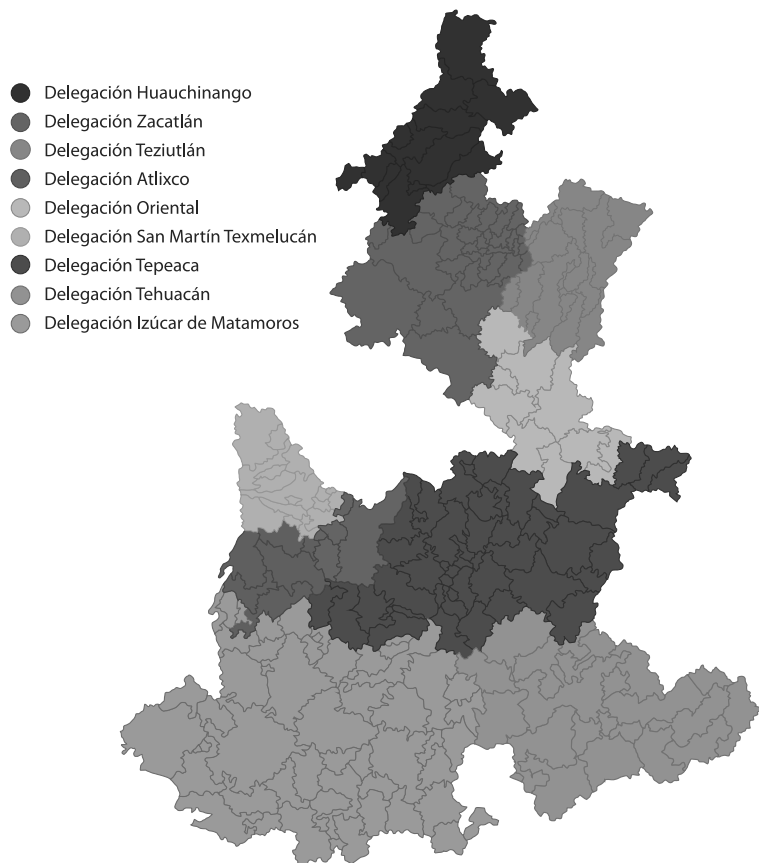 Delegación Huauchinango
Delegación Zacatlán
Delegación Teziutlán
Delegación Atlixco
Delegación Oriental
Delegación San Martín Texmelucán
Delegación Tepeaca
Delegación Tehuacán
Delegación Izúcar de Matamoros